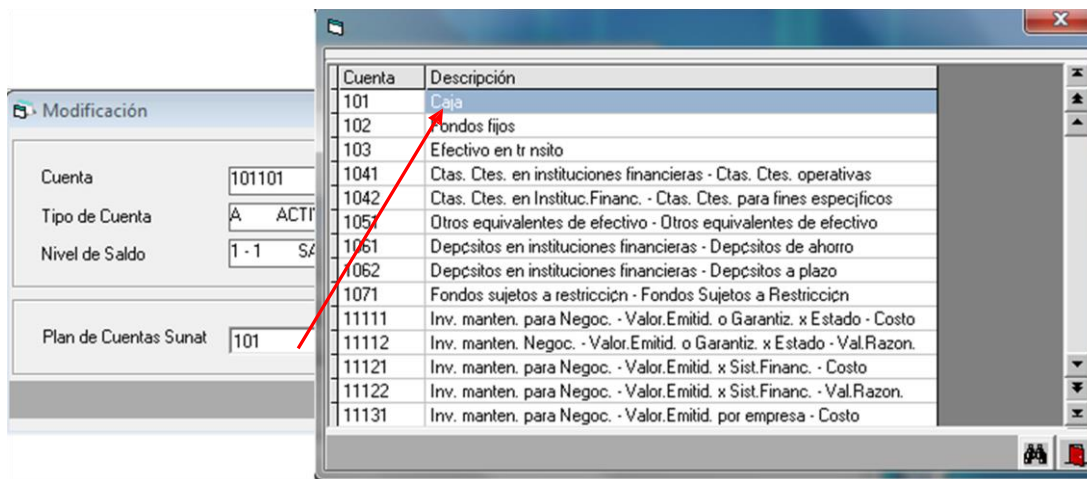 Modificación
Cuenta 101101
Tipo de Cuenta A
Nivel de Saldo 1 - 1
Plan de Cuentas Sunat 101
Cuenta Descripción
101 Caja
102 Fondos fijos
103 Efectivo en tr nsito
1041 Ctas. Ctes. en instituciones financieras - Ctas. Ctes. operativas
1042 Ctas. Ctes. en Instituc.Financ. - Ctas. Ctes. para fines espec¡ficos
1051 Otros equivalentes de efectivo - Otros equivalentes de efectivo
1061 Dep¢sitos en instituciones financieras - Dep¢sitos de ahorro
1062 Dep¢sitos en instituciones financieras - Dep¢sitos a plazo
1071 Fondos sujetos a restricci¢n - Fondos Sujetos a Restricci¢n
11111 Inv. manten. para Negoc. - Valor.Emitid. o Garantiz. x Estado - Costo
11112 Inv. manten. Negoc. - Valor.Emitid. o Garantiz. x Estado - Val.Razon.
11121 Inv. manten. para Negoc. - Valor.Emitid. x Sist.Financ. - Costo
11122 Inv. manten. para Negoc. - Valor.Emitid. x Sist.Financ. - Val.Razon.
11131 Inv. manten. para Negoc. - Valor.Emitid. por empresa - Costo